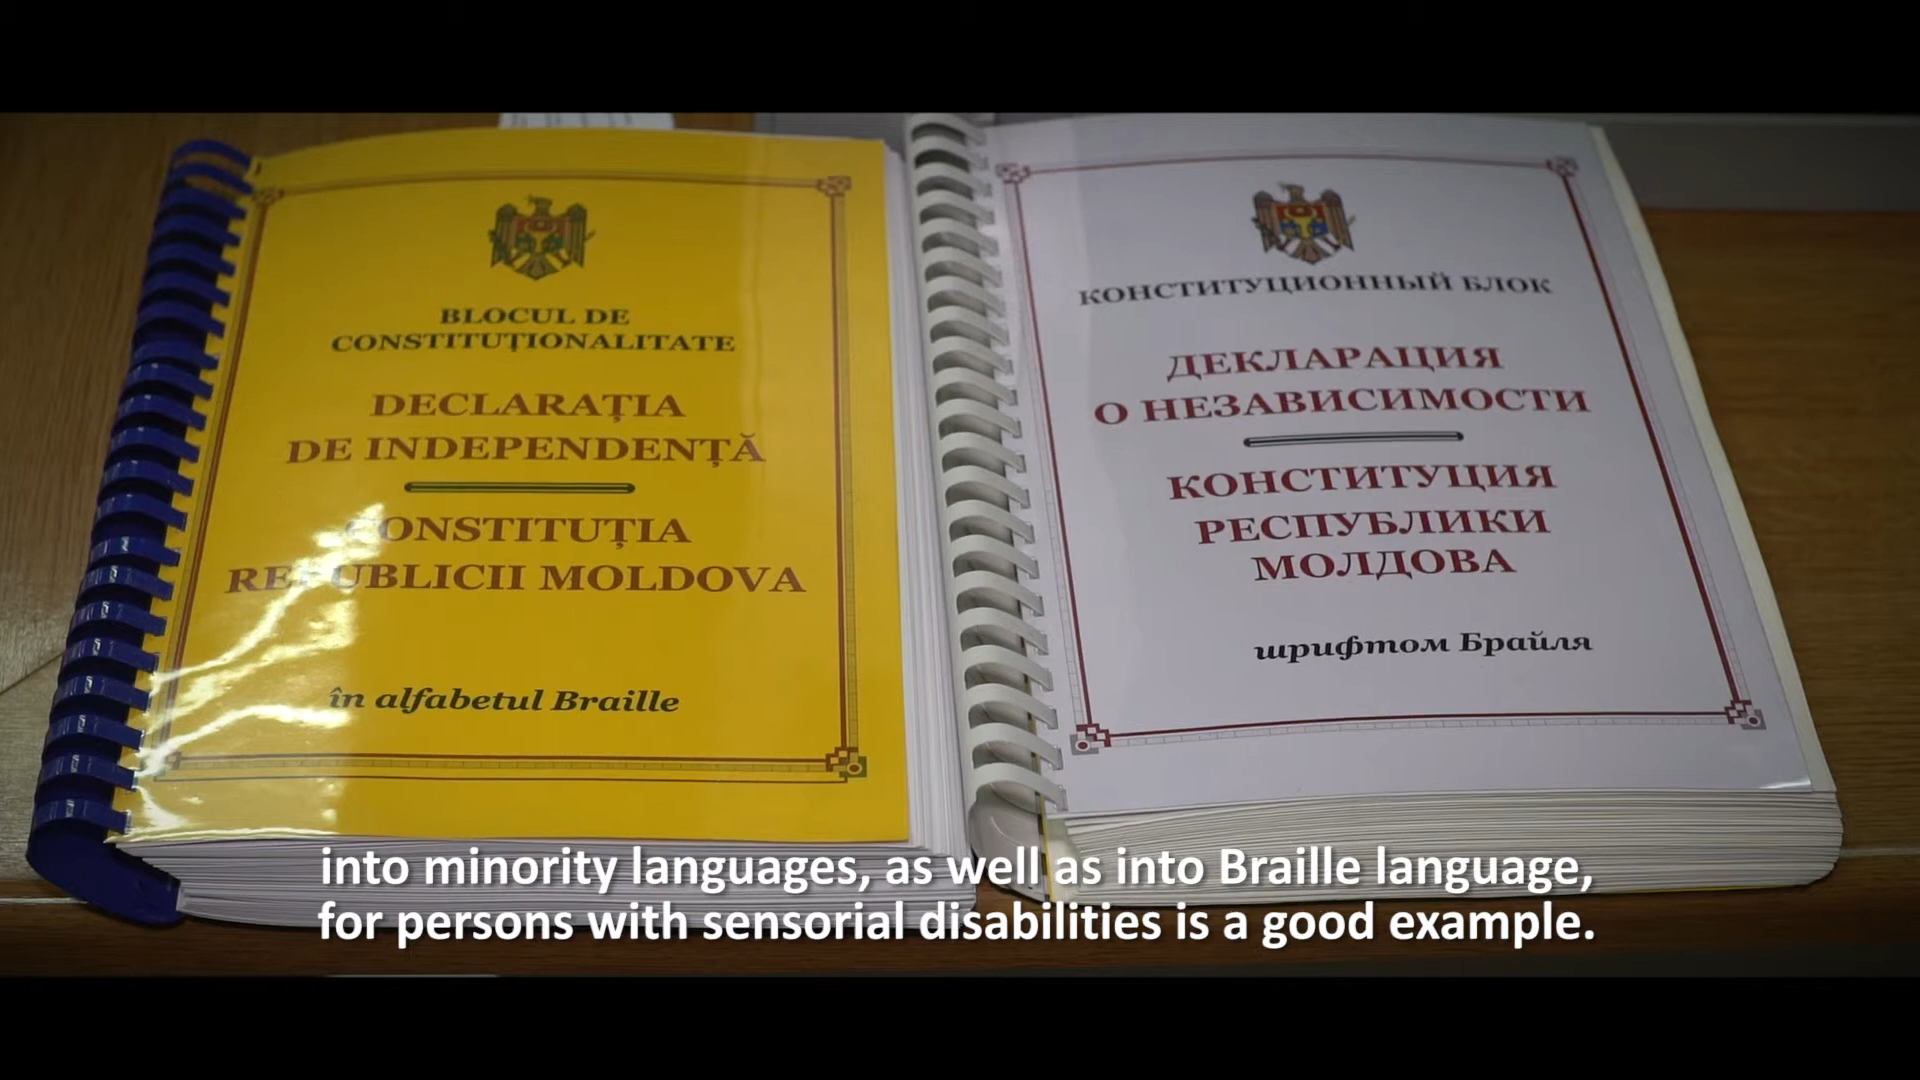 BLOCUL DE
CONSTITUȚIONALITATE
DECLARAȚIA
DE INDEPENDENȚĂ
CONSTITUȚIA
REPUBLICII MOLDOVA
în alfabetul Braille
КОНСТИТУЦИОННЫЙ БЛОК
ДЕКЛАРАЦИЯ
О НЕЗАВИСИМОСТИ
КОНСТИТУЦИЯ
РЕСПУБЛИКИ
МОЛДОВА
шрифтом Брайля
into minority languages, as well as into Braille language,
for persons with sensorial disabilities is a good example.